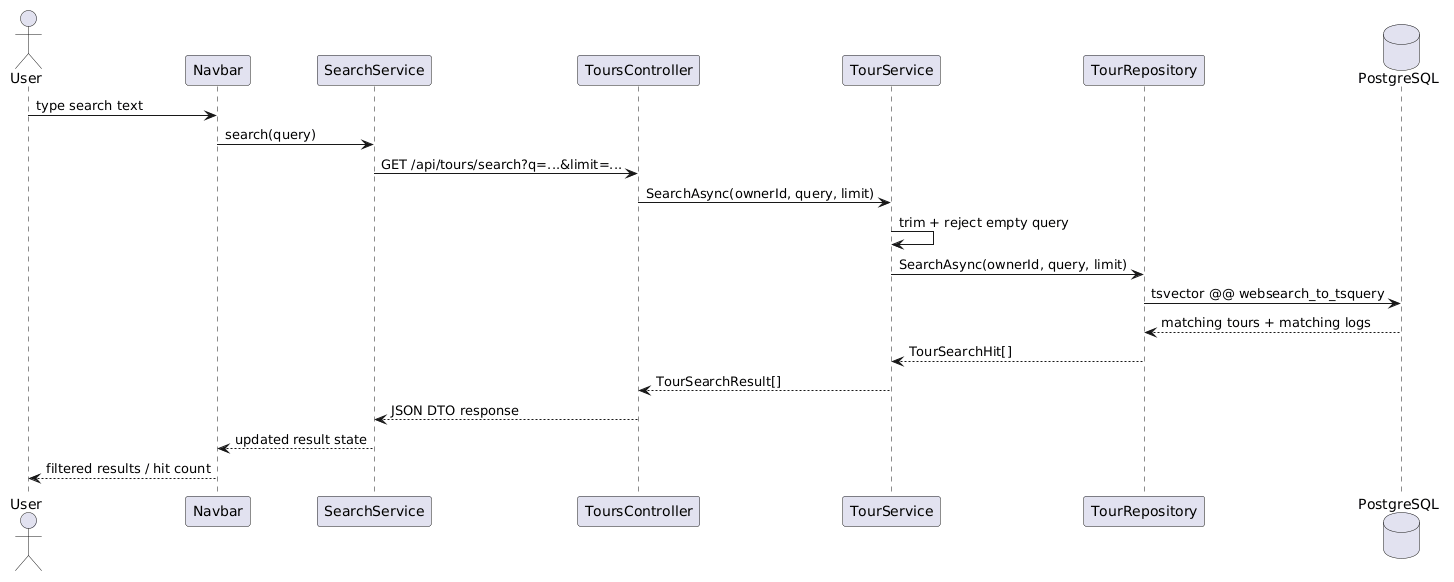 User
Navbar
SearchService
ToursController
TourService
TourRepository
PostgreSQL
type search text
search(query)
GET /api/tours/search?q=...&limit=...
SearchAsync(ownerId, query, limit)
trim + reject empty query
SearchAsync(ownerId, query, limit)
tsvector @@ websearch_to_tsquery
matching tours + matching logs
TourSearchHit[]
TourSearchResult[]
JSON DTO response
updated result state
filtered results / hit count
User
Navbar
SearchService
ToursController
TourService
TourRepository
PostgreSQL